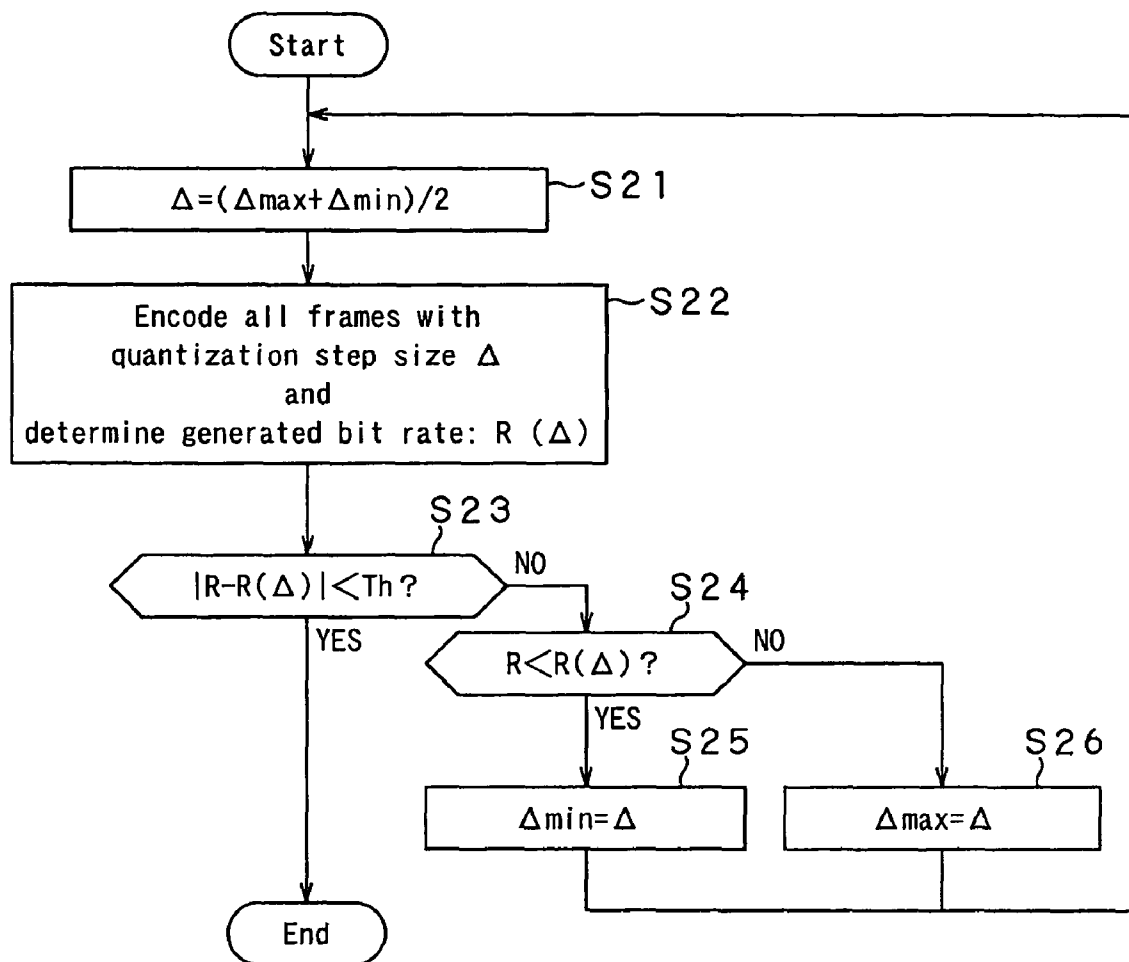 Start
Δ=(Δmax+Δmin)/2
S21
Encode all frames with
quantization step size Δ
and
determine generated bit rate: R (Δ)
S22
S23
|R-R(Δ)|<Th?
NO
YES
S24
R<R(Δ)?
NO
YES
S25
Δmin=Δ
S26
Δmax=Δ
End